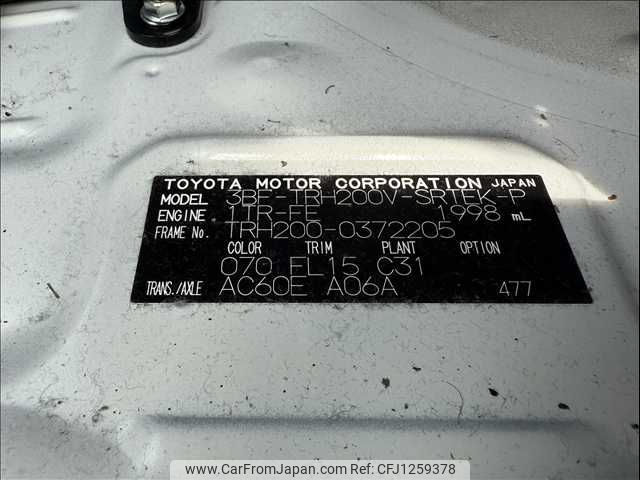 TOYOTA MOTOR CORPORATION JAPAN
MODEL 3BF-TRH200V-SRTEK-P
ENGINE 1TR-FE 1998 mL
FRAME No. TRH200-0372205
COLOR TRIM PLANT OPTION
070 FL15 C31
TRANS./AXLE AC60E A06A 477
www.CarFromJapan.com CFJ1259378